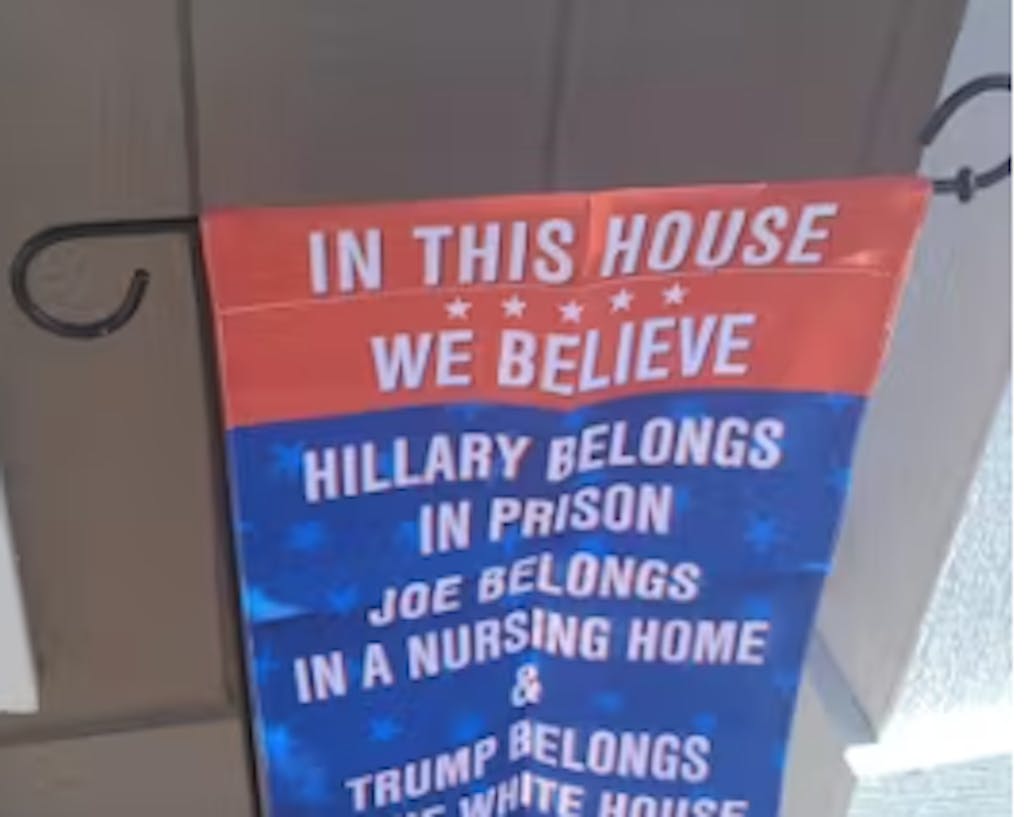 IN THIS HOUSE
WE BELIEVE
HILLARY BELONGS
IN PRISON
JOE BELONGS
IN A NURSING HOME
&
TRUMP BELONGS
WHITE HOUSE